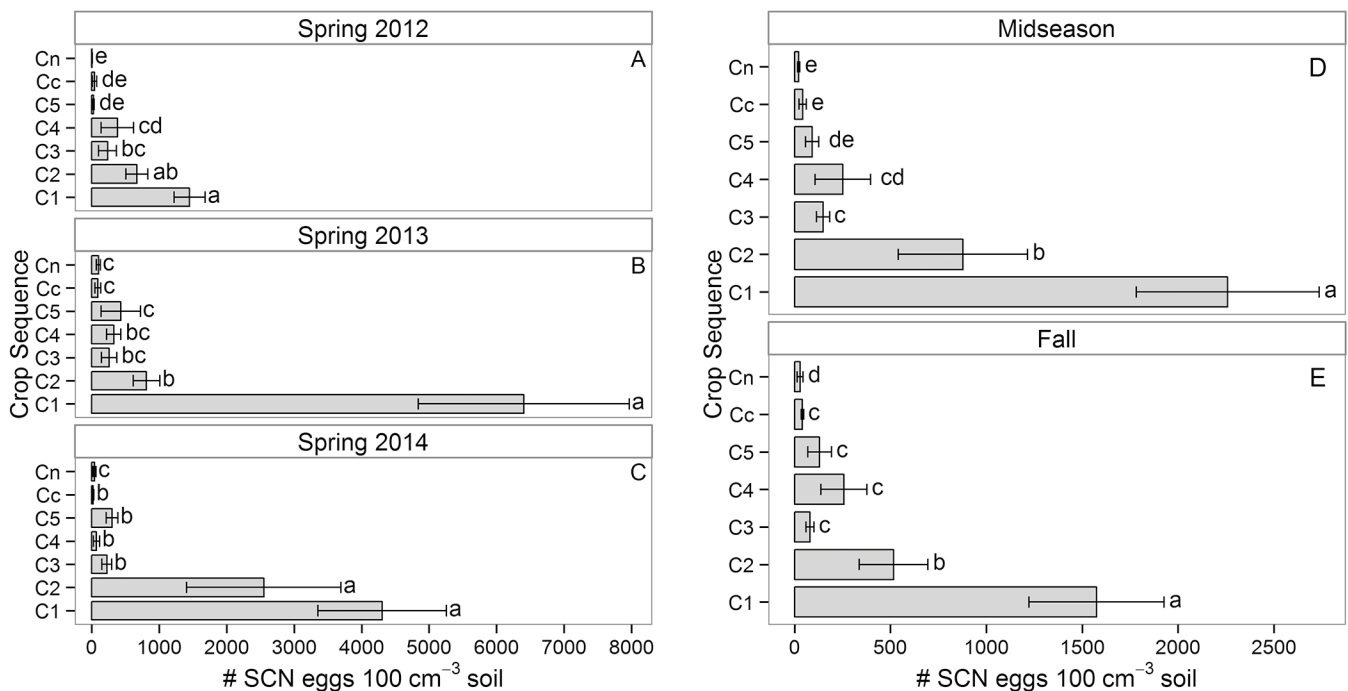 Spring 2012
A
Cn e
Cc de
C5 de
C4 cd
C3 bc
C2 ab
C1 a
Spring 2013
B
Cn c
Cc c
C5 c
C4 bc
C3 bc
C2 b
C1 a
Spring 2014
C
Cn c
Cc b
C5 b
C4 b
C3 b
C2 a
C1 a
Crop Sequence
0 1000 2000 3000 4000 5000 6000 7000 8000
# SCN eggs 100 cm⁻³ soil
Midseason
D
Cn e
Cc e
C5 de
C4 cd
C3 c
C2 b
C1 a
Fall
E
Cn d
Cc c
C5 c
C4 c
C3 c
C2 b
C1 a
Crop Sequence
0 500 1000 1500 2000 2500
# SCN eggs 100 cm⁻³ soil